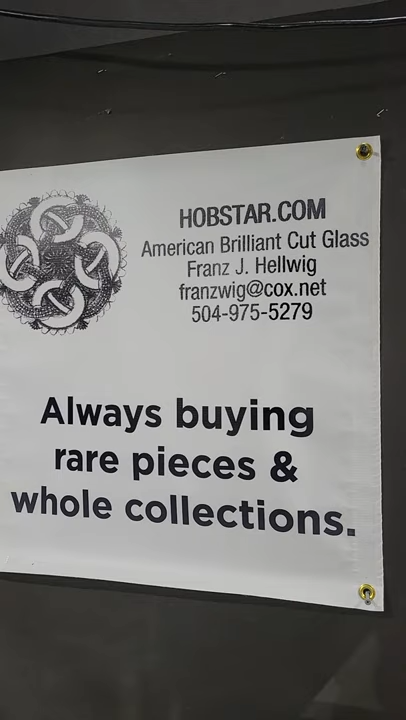 HOBSTAR.COM
American Brilliant Cut Glass
Franz J. Hellwig
franzwig@cox.net
504-975-5279
Always buying
rare pieces &
whole collections.